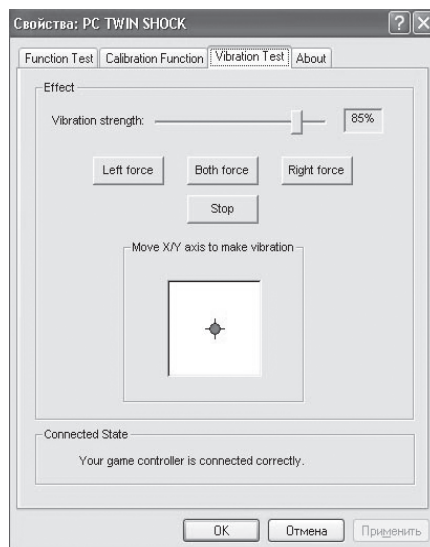 Свойства: PC TWIN SHOCK
Function Test Calibration Function Vibration Test About
Effect
Vibration strength: 85%
Left force Both force Right force
Stop
Move X/Y axis to make vibration
Connected State
Your game controller is connected correctly.
OK Отмена Применить